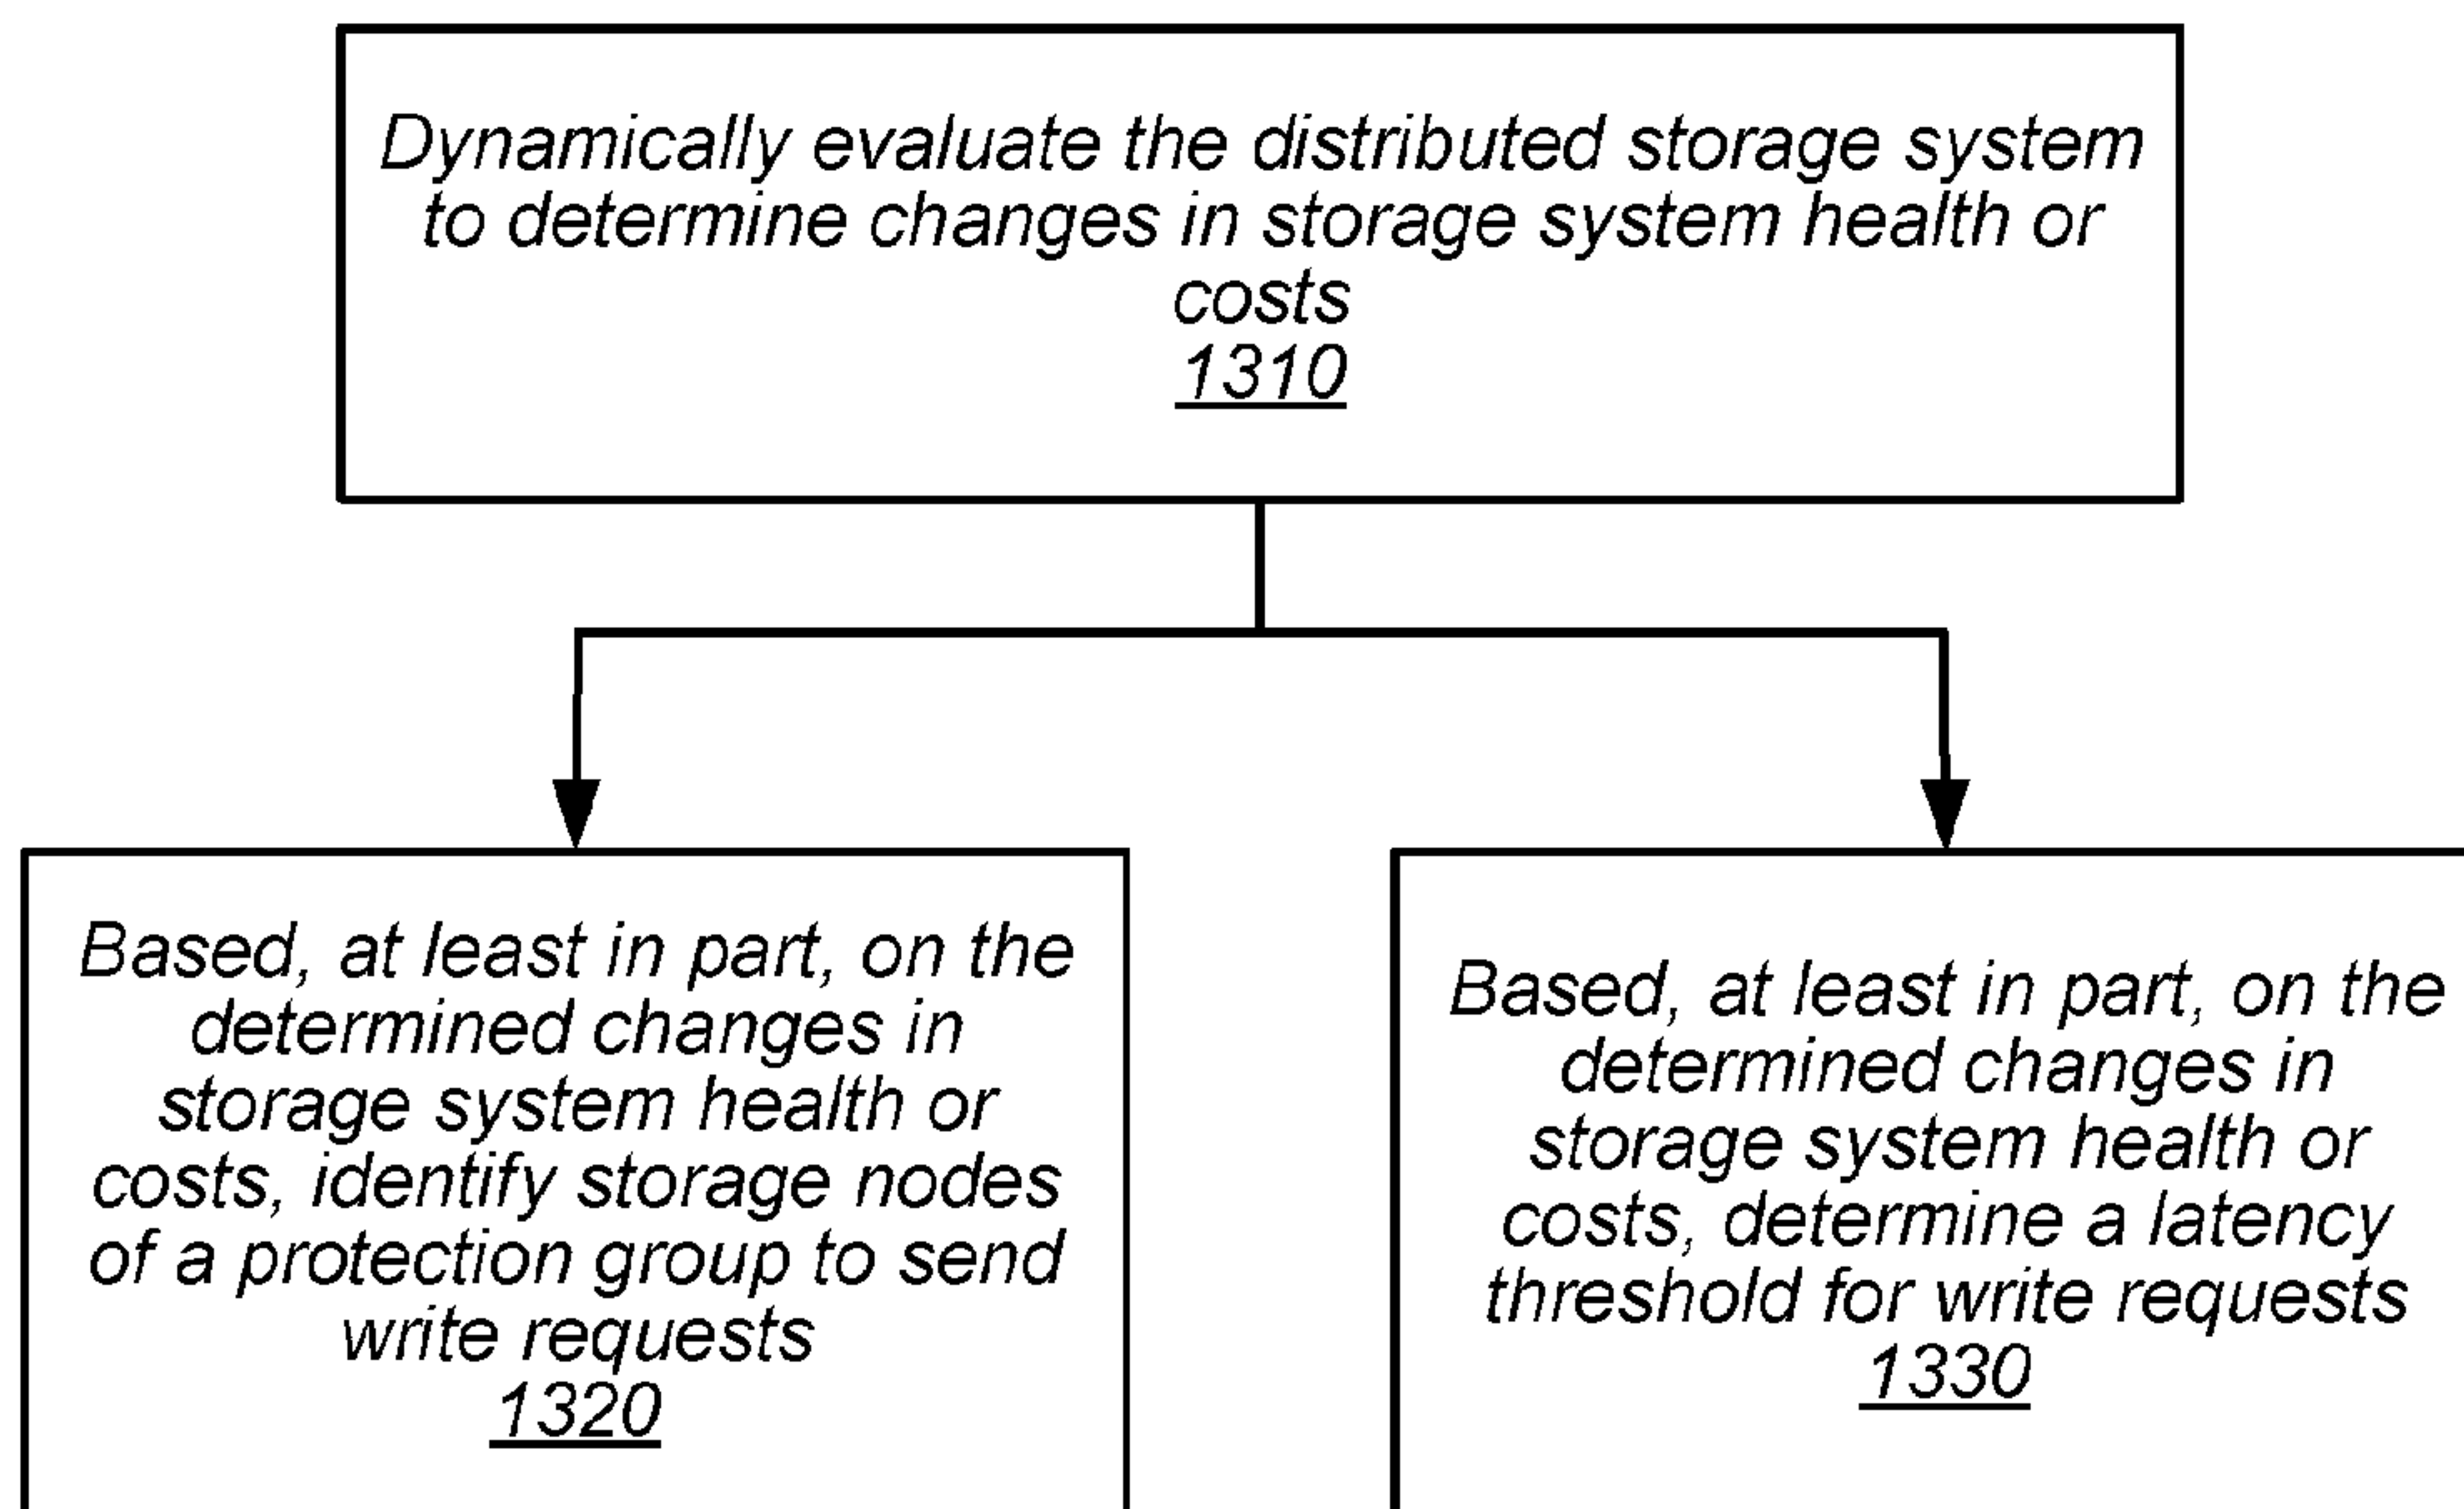 Dynamically evaluate the distributed storage system
to determine changes in storage system health or
costs
1310
Based, at least in part, on the
determined changes in
storage system health or
costs, identify storage nodes
of a protection group to send
write requests
1320
Based, at least in part, on the
determined changes in
storage system health or
costs, determine a latency
threshold for write requests
1330